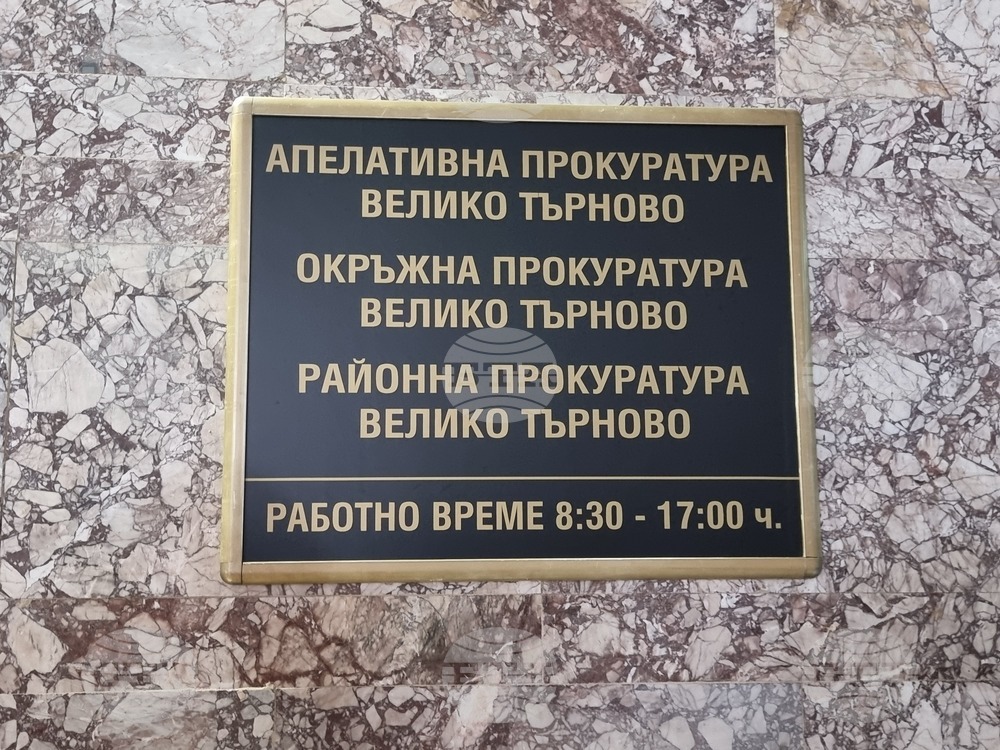 АПЕЛАТИВНА ПРОКУРАТУРА
ВЕЛИКО ТЪРНОВО
ОКРЪЖНА ПРОКУРАТУРА
ВЕЛИКО ТЪРНОВО
РАЙОННА ПРОКУРАТУРА
ВЕЛИКО ТЪРНОВО
РАБОТНО ВРЕМЕ 8:30 - 17:00 ч.